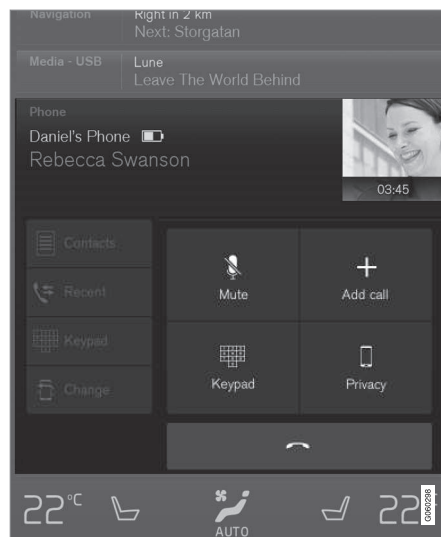 Navigation
Right in 2 km
Next: Storgatan
Media - USB
Lune
Leave The World Behind
Phone
Daniel's Phone
Rebecca Swanson
03:45
Contacts
Recent
Keypad
Change
Mute
Add call
Keypad
Privacy
22°C
AUTO
22°
G060298